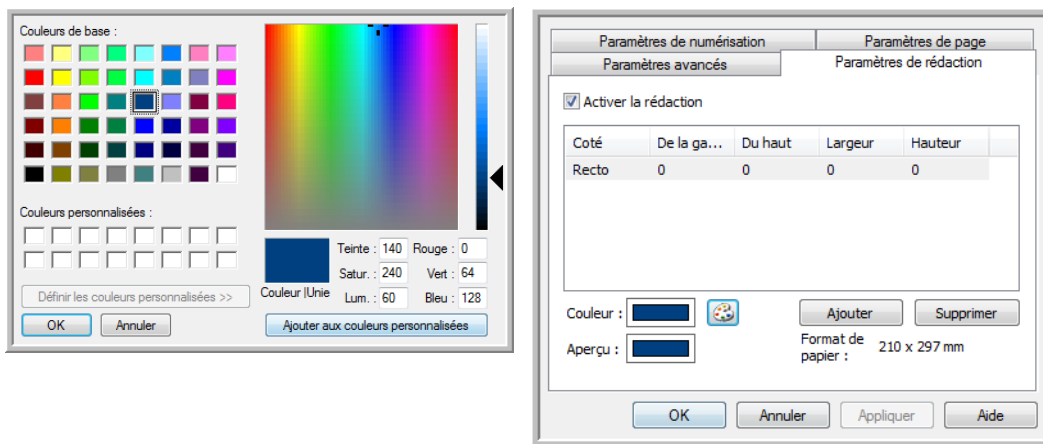 Couleurs de base :
Couleurs personnalisées :
Définir les couleurs personnalisées >>
OK Annuler
Couleur |Unie
Teinte : 140 Rouge : 0
Satur. : 240 Vert : 64
Lum. : 60 Bleu : 128
Ajouter aux couleurs personnalisées
Paramètres de numérisation Paramètres de page
Paramètres avancés Paramètres de rédaction
Activer la rédaction
Coté De la ga... Du haut Largeur Hauteur
Recto 0 0 0 0
Couleur : Ajouter Supprimer
Aperçu : Format de papier : 210 x 297 mm
OK Annuler Appliquer Aide